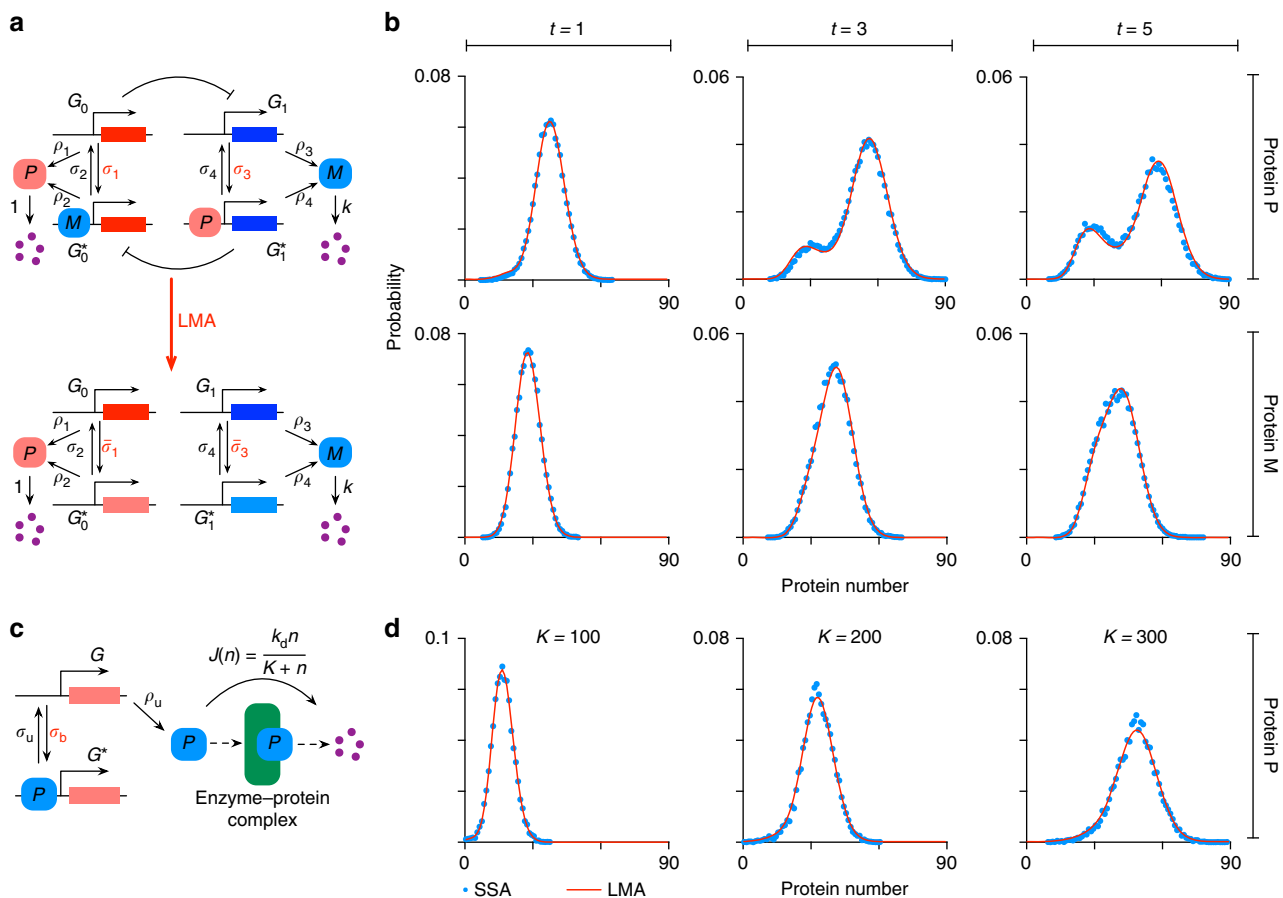 a
G₀
G₁
ρ₁
σ₂
σ₁
σ₄
σ₃
ρ₃
P
M
1
ρ₂
ρ₄
k
M
P
G₀*
G₁*
LMA
G₀
G₁
ρ₁
σ₂
σ̄₁
σ₄
σ̄₃
ρ₃
P
M
1
ρ₂
ρ₄
k
G₀*
G₁*
b
t = 1
t = 3
t = 5
0.08
0.06
0.06
Protein P
0
90
0
90
0
90
Probability
0.08
0.06
0.06
Protein M
0
90
0
90
0
90
Protein number
c
G
J(n) = k_d n / (K + n)
ρᵤ
σᵤ
σ_b
P
P
G*
P
Enzyme–protein
complex
d
0.1
K = 100
0.08
K = 200
0.08
K = 300
Protein P
0
90
0
90
0
90
SSA
LMA
Protein number